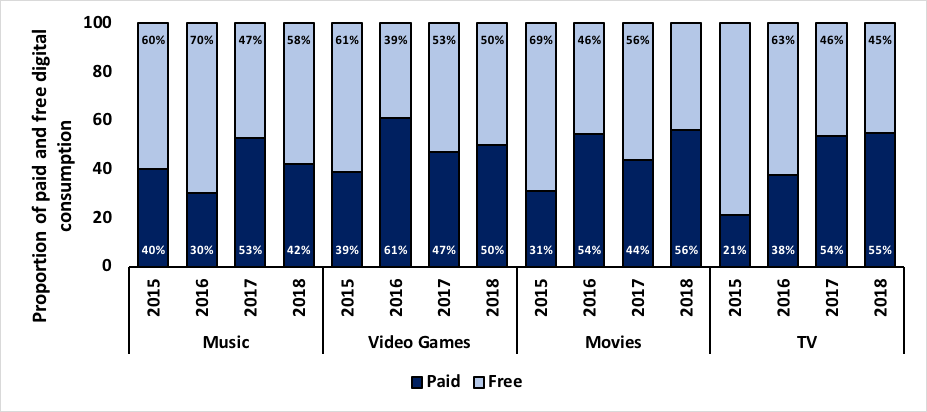 Proportion of paid and free digital
consumption
100
80
60
40
20
0
60% 70% 47% 58% 61% 39% 53% 50% 69% 46% 56% 63% 46% 45%
40% 30% 53% 42% 39% 61% 47% 50% 31% 54% 44% 56% 21% 38% 54% 55%
2015 2016 2017 2018 2015 2016 2017 2018 2015 2016 2017 2018 2015 2016 2017 2018
Music Video Games Movies TV
Paid Free